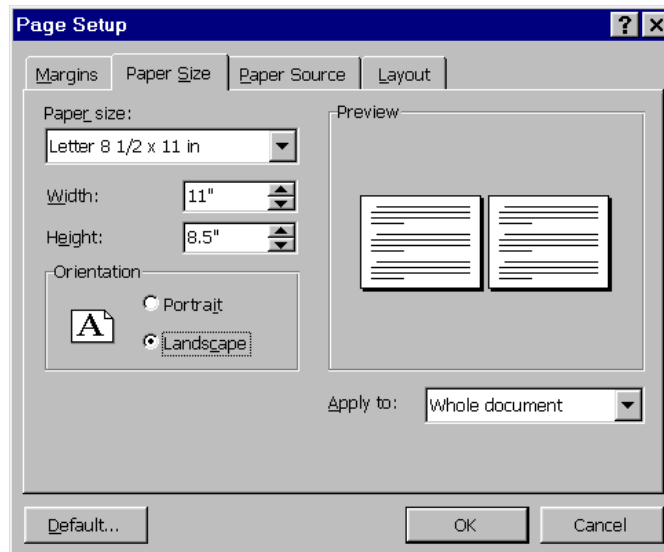 Page Setup
Margins Paper Size Paper Source Layout
Paper size:
Letter 8 1/2 x 11 in
Width: 11"
Height: 8.5"
Orientation
A
Portrait
Landscape
Preview
Apply to: Whole document
Default... OK Cancel